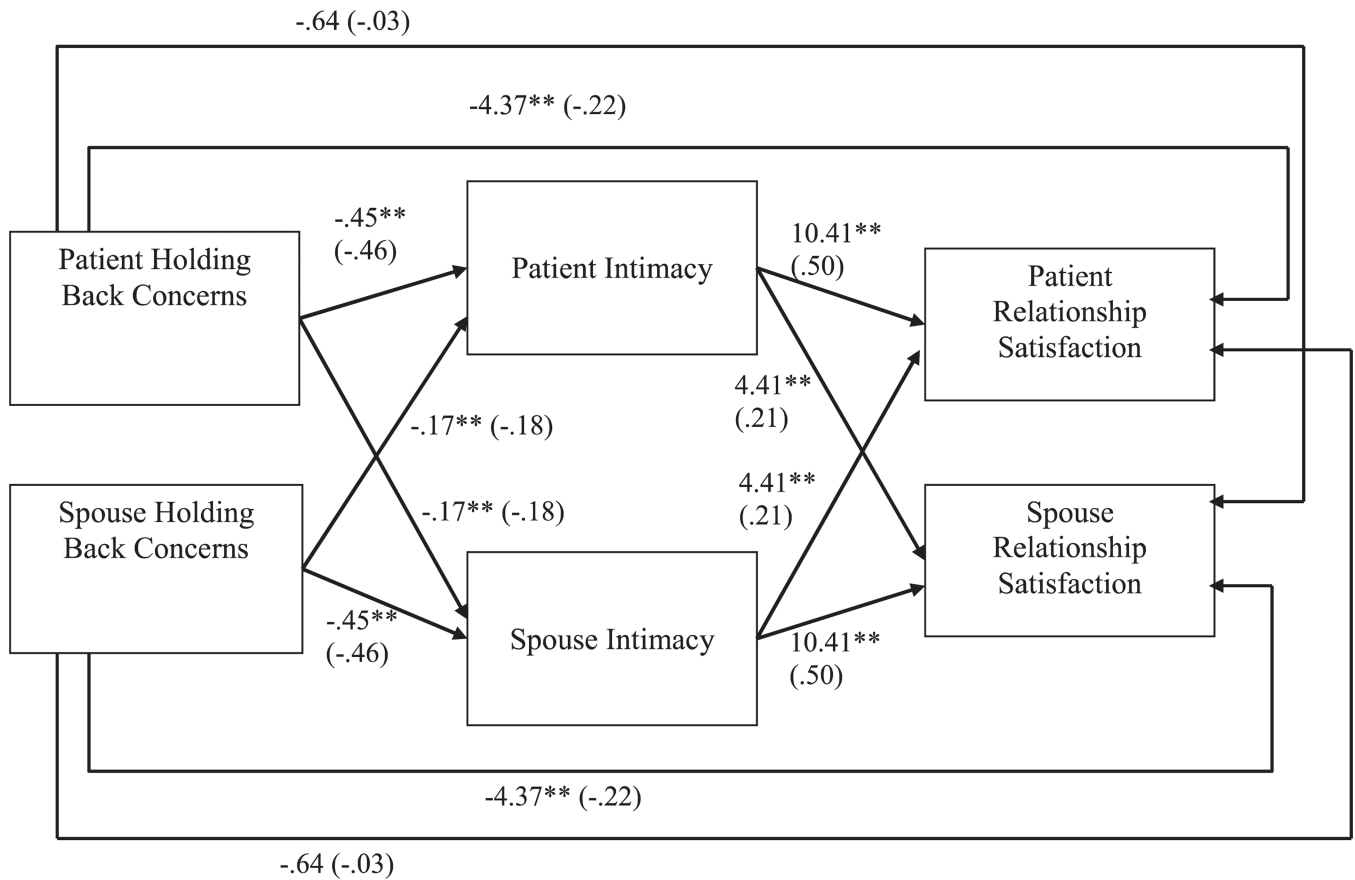 -.64 (-.03)
-4.37** (-.22)
-.45**
(-.46)
Patient Holding
Back Concerns
Patient Intimacy
10.41**
(.50)
Patient
Relationship
Satisfaction
4.41**
(.21)
-.17** (-.18)
4.41**
(.21)
-.17** (-.18)
Spouse Holding
Back Concerns
Spouse
Relationship
Satisfaction
-.45**
(-.46)
Spouse Intimacy
10.41**
(.50)
-4.37** (-.22)
-.64 (-.03)